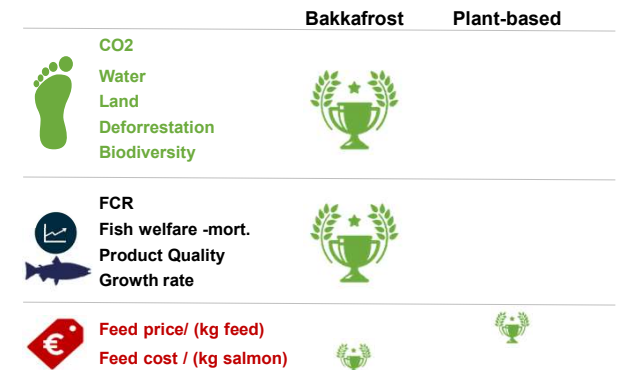 Bakkafrost Plant-based
CO2
Water
Land
Deforrestation
Biodiversity
FCR
Fish welfare -mort.
Product Quality
Growth rate
€
Feed price/ (kg feed)
Feed cost / (kg salmon)